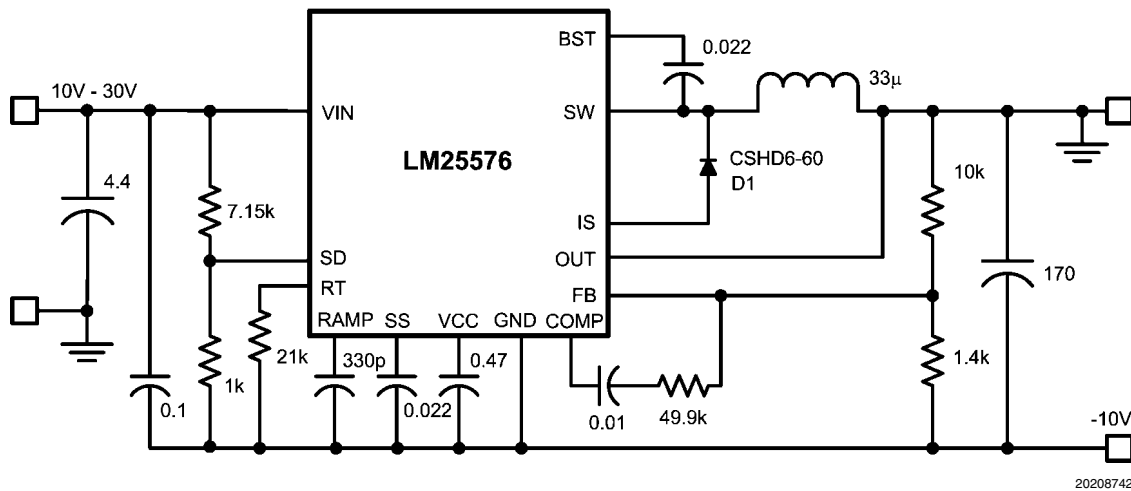 BST
0.022
10V - 30V
33µ
VIN
SW
LM25576
CSHD6-60
D1
10k
4.4
7.15k
IS
SD
OUT
170
RT
FB
RAMP
SS
VCC
GND
COMP
21k
330p
0.47
1.4k
1k
0.1
0.022
0.01
49.9k
-10V
20208742